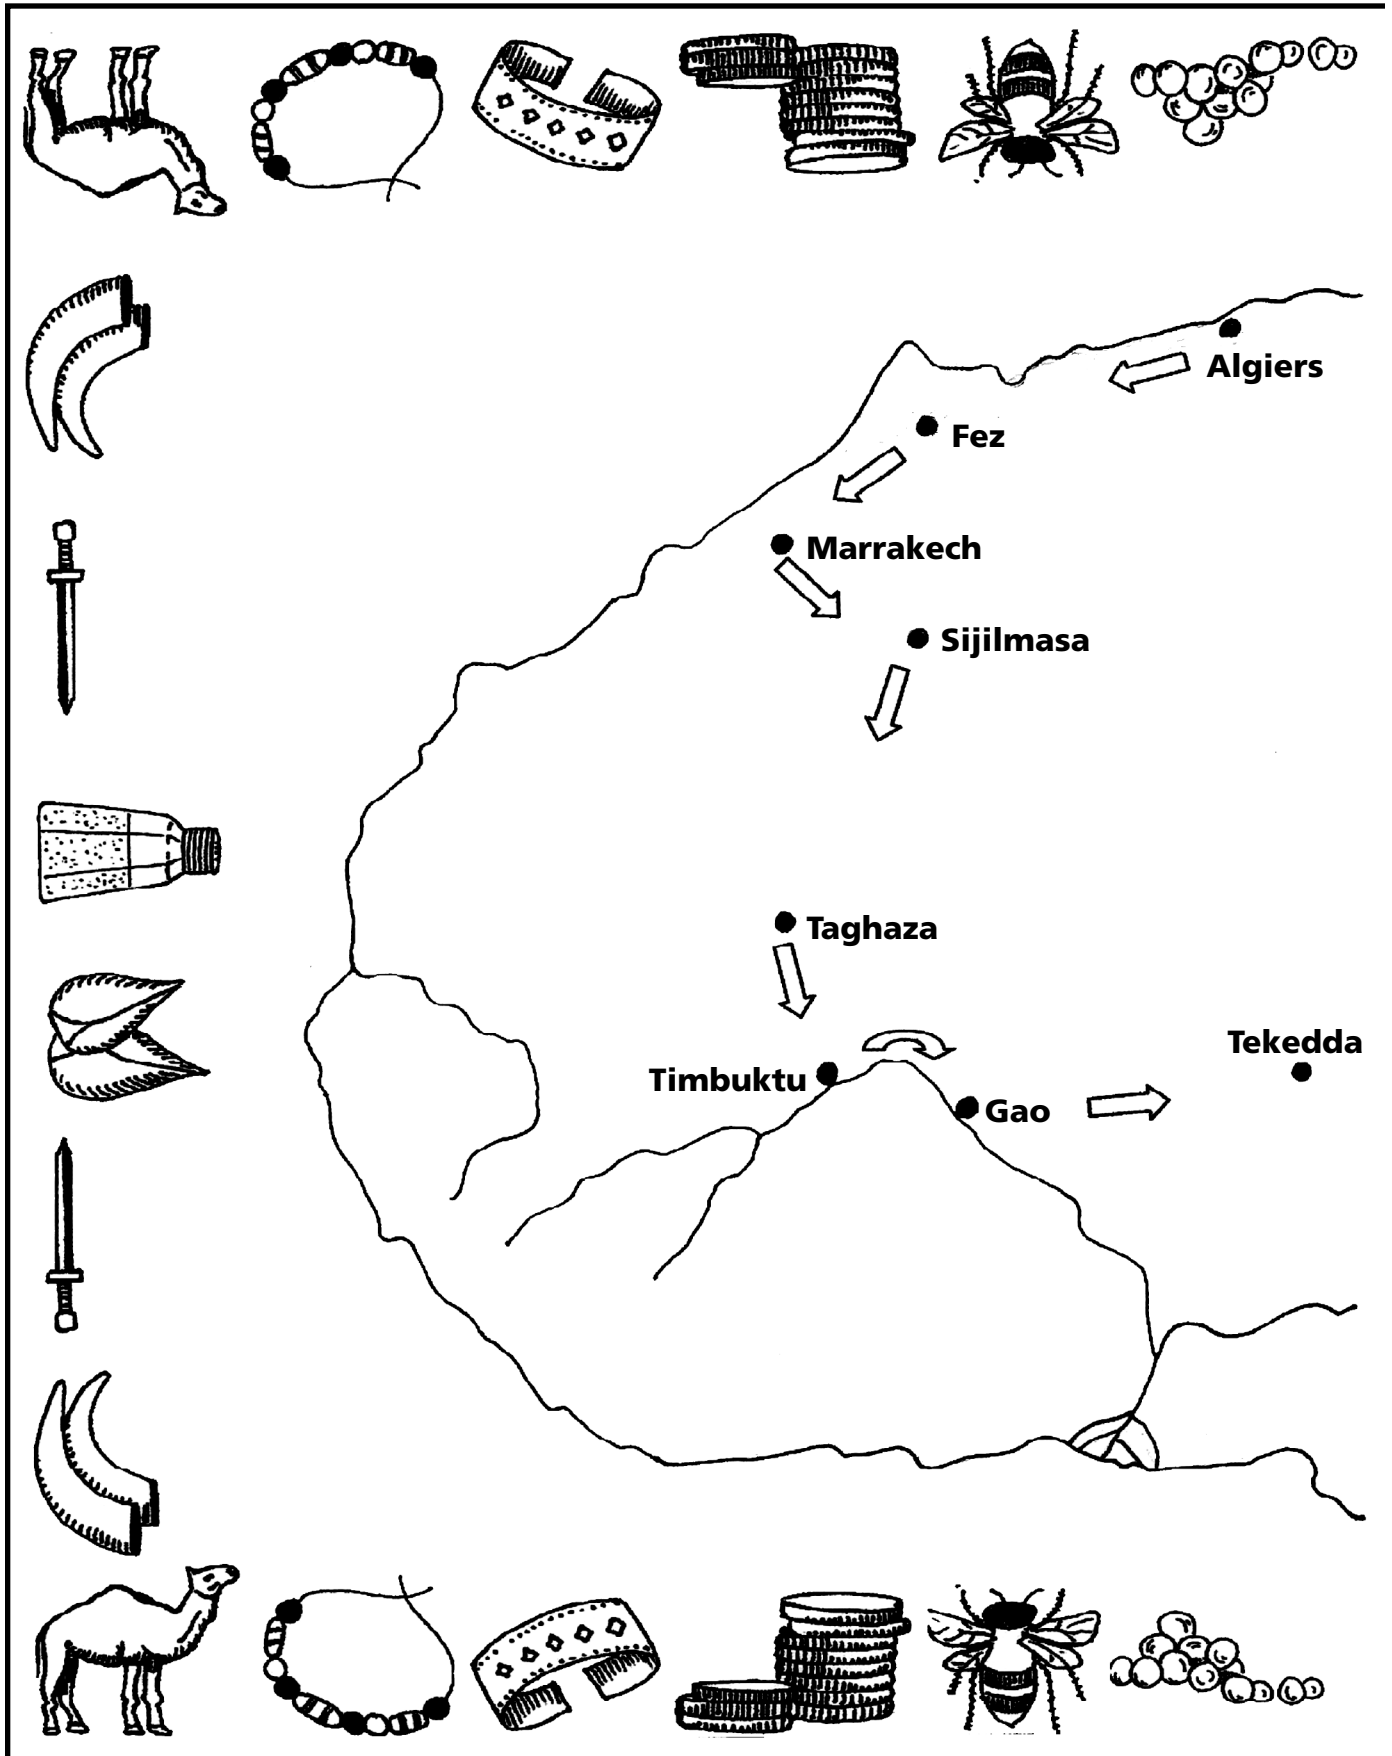 Algiers
Fez
Marrakech
Sijilmasa
Taghaza
Tekedda
Timbuktu
Gao